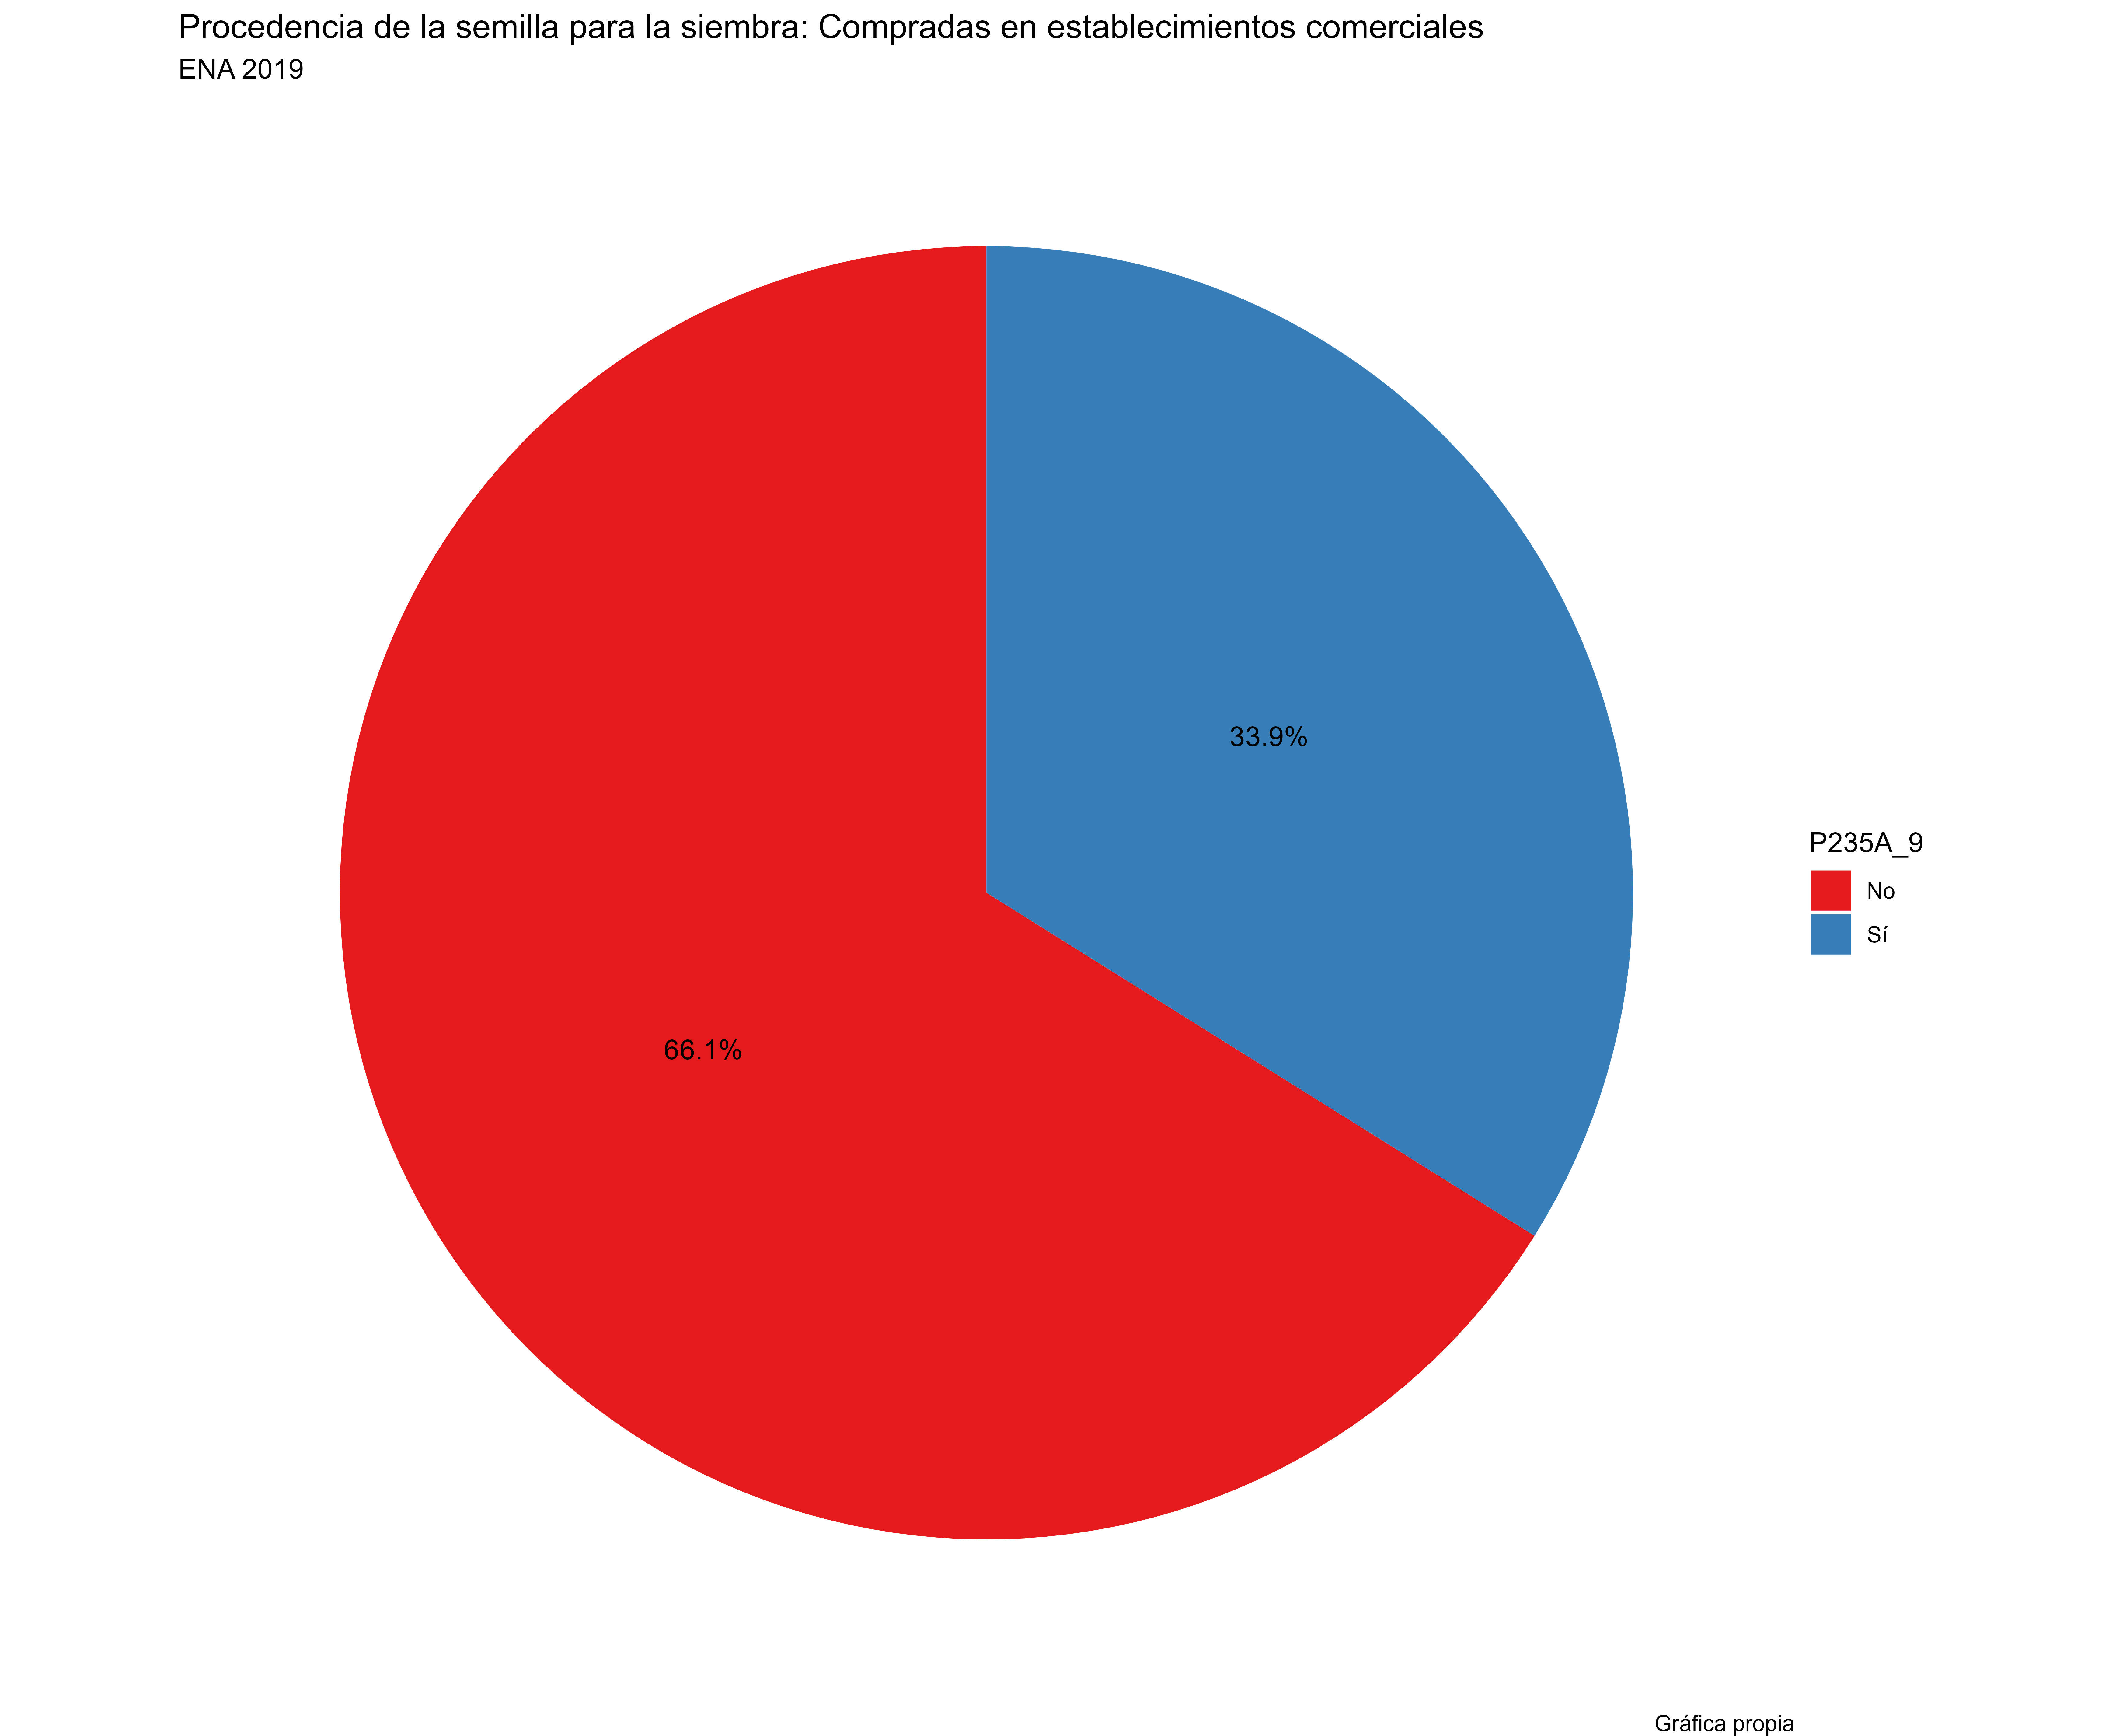 Procedencia de la semilla para la siembra: Compradas en establecimientos comerciales
ENA 2019
33.9%
66.1%
P235A_9
No
Sí
Gráfica propia